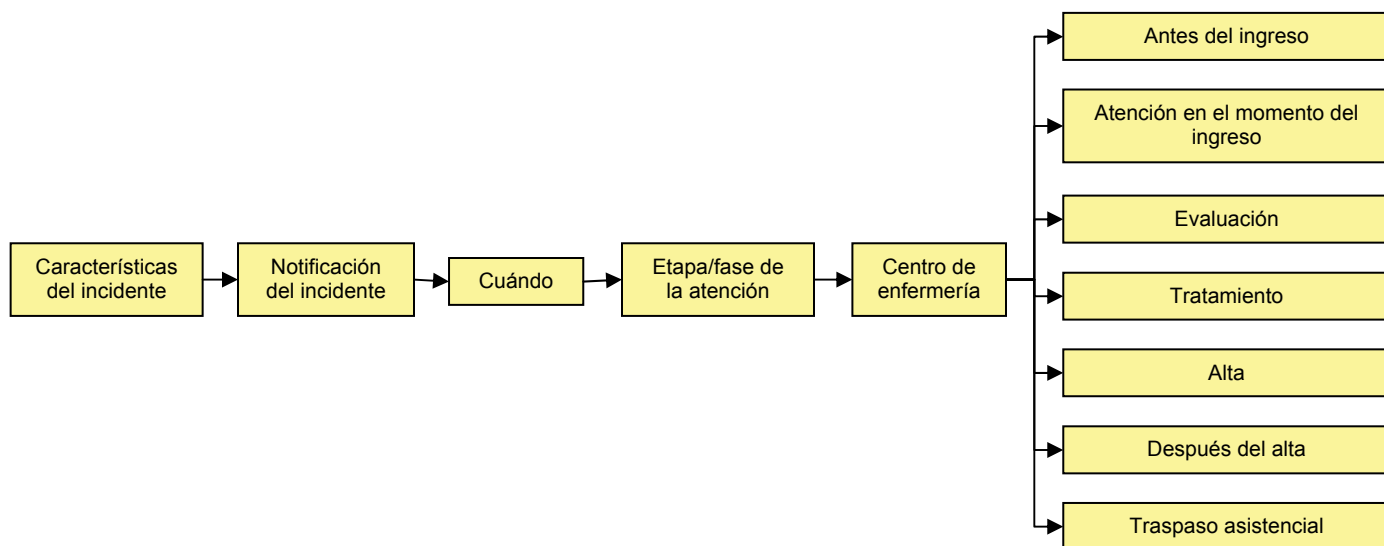 Características
del incidente
Notificación
del incidente
Cuándo
Etapa/fase de
la atención
Centro de
enfermería
Antes del ingreso
Atención en el momento del
ingreso
Evaluación
Tratamiento
Alta
Después del alta
Traspaso asistencial